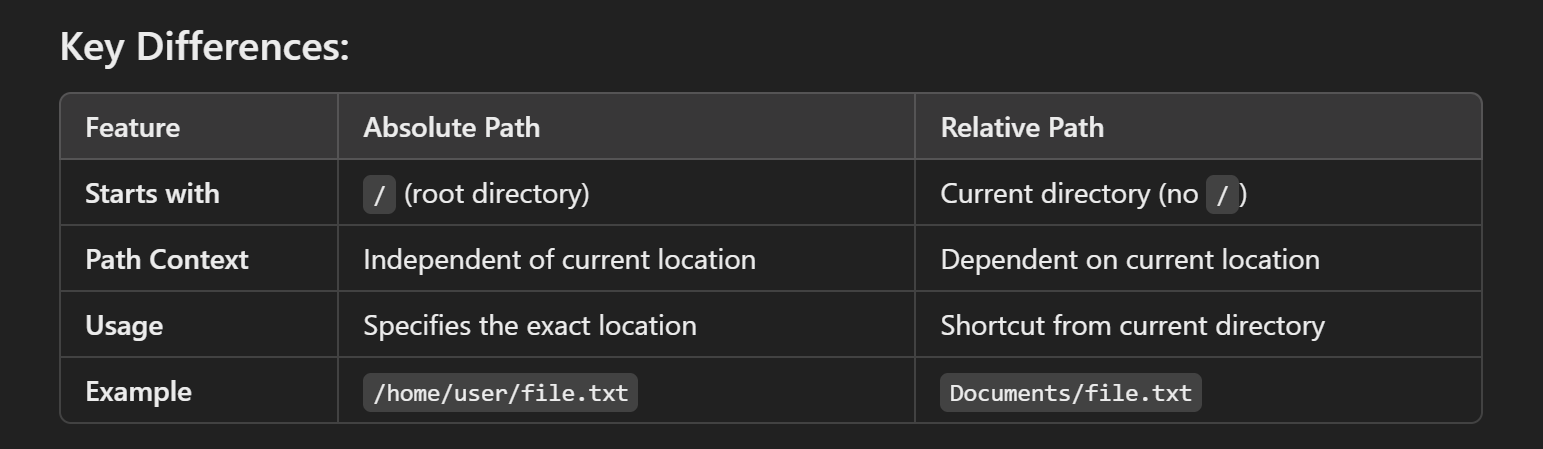 Key Differences:
Feature Absolute Path Relative Path
Starts with / (root directory) Current directory (no /)
Path Context Independent of current location Dependent on current location
Usage Specifies the exact location Shortcut from current directory
Example /home/user/file.txt Documents/file.txt